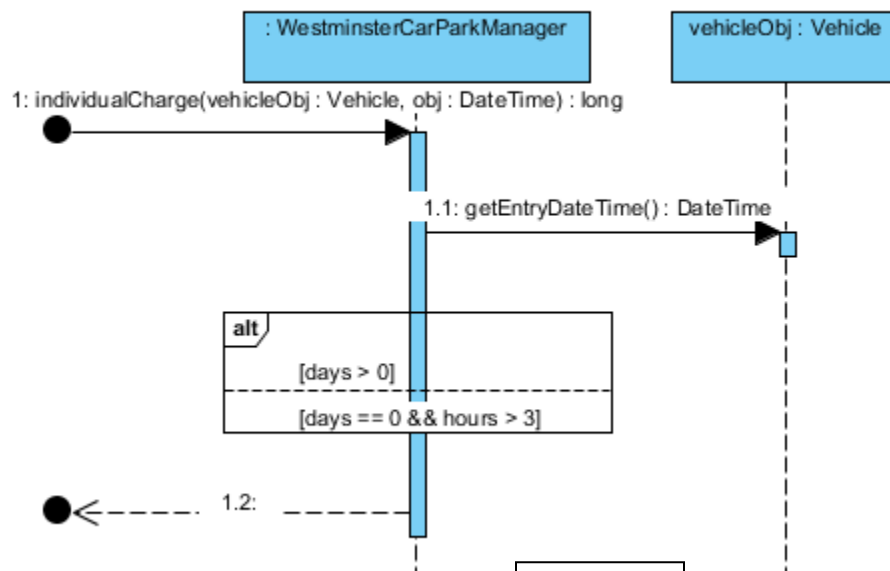 : WestminsterCarParkManager
vehicleObj : Vehicle
1: individualCharge(vehicleObj : Vehicle, obj : DateTime) : long
1.1: getEntryDateTime() : DateTime
alt
[days > 0]
[days == 0 && hours > 3]
1.2: